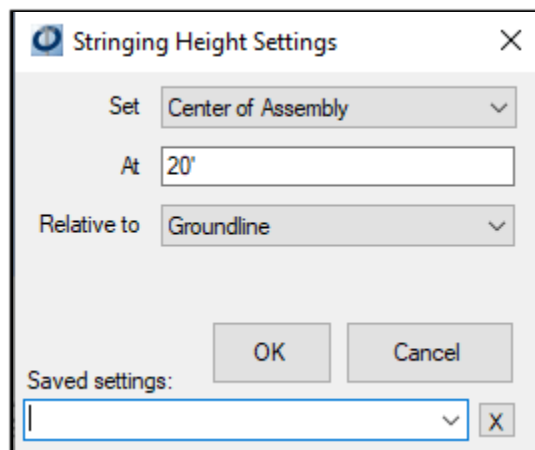 Stringing Height Settings
Set Center of Assembly
At 20'
Relative to Groundline
OK Cancel
Saved settings:
X